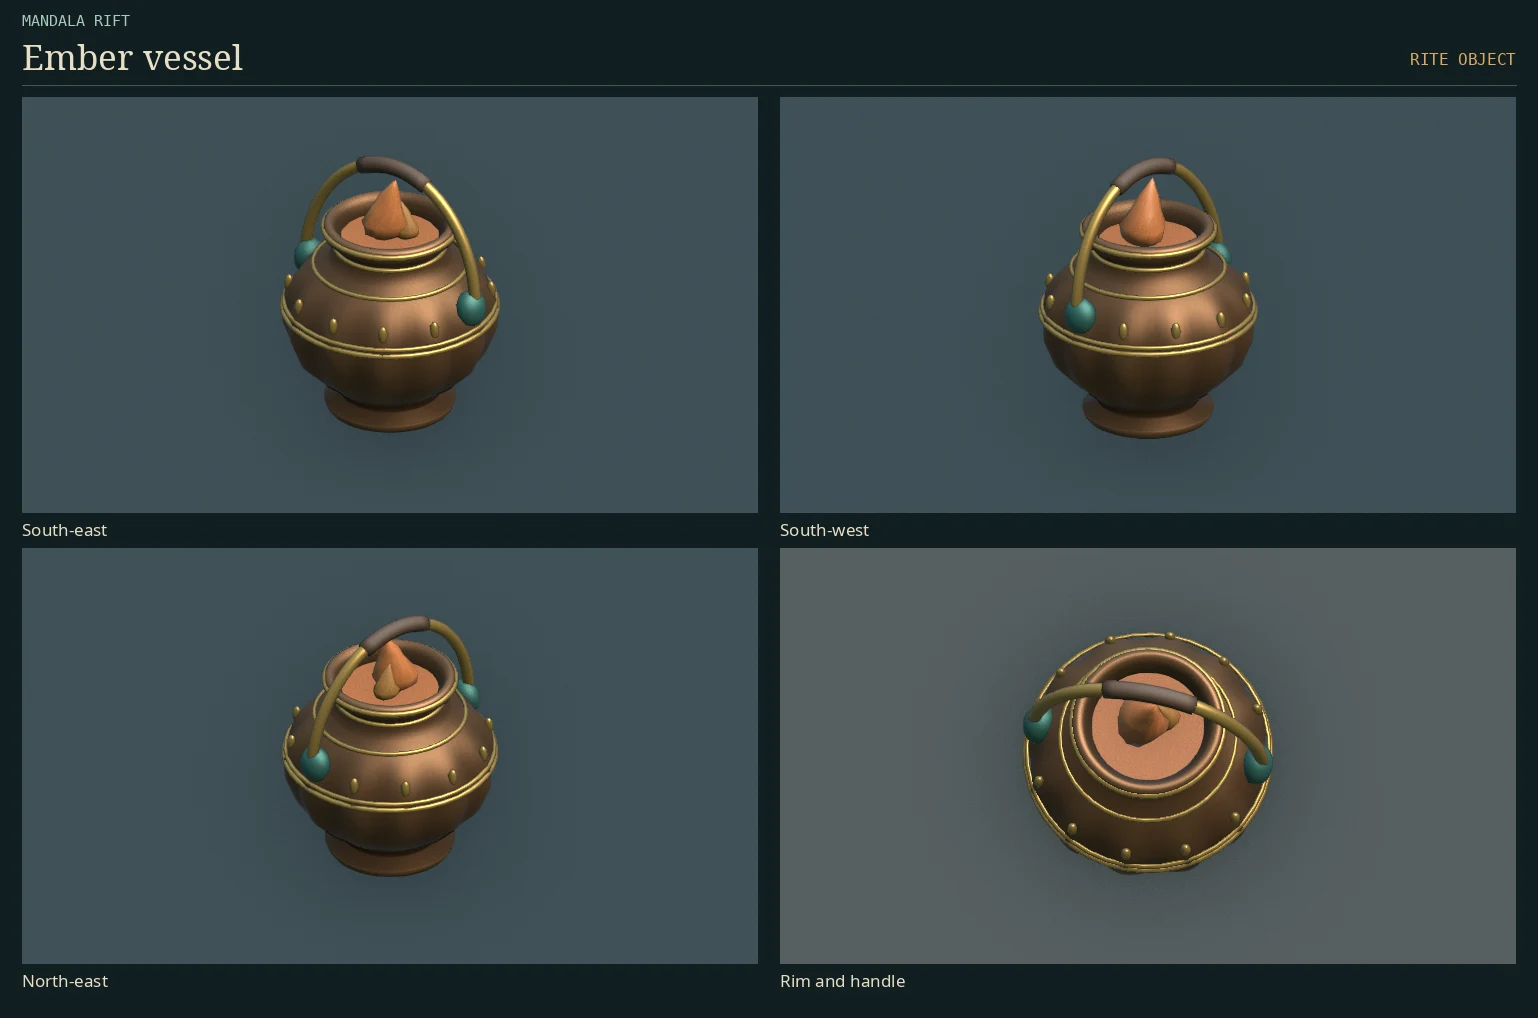 MANDALA RIFT
Ember vessel
RITE OBJECT
South-east
South-west
North-east
Rim and handle